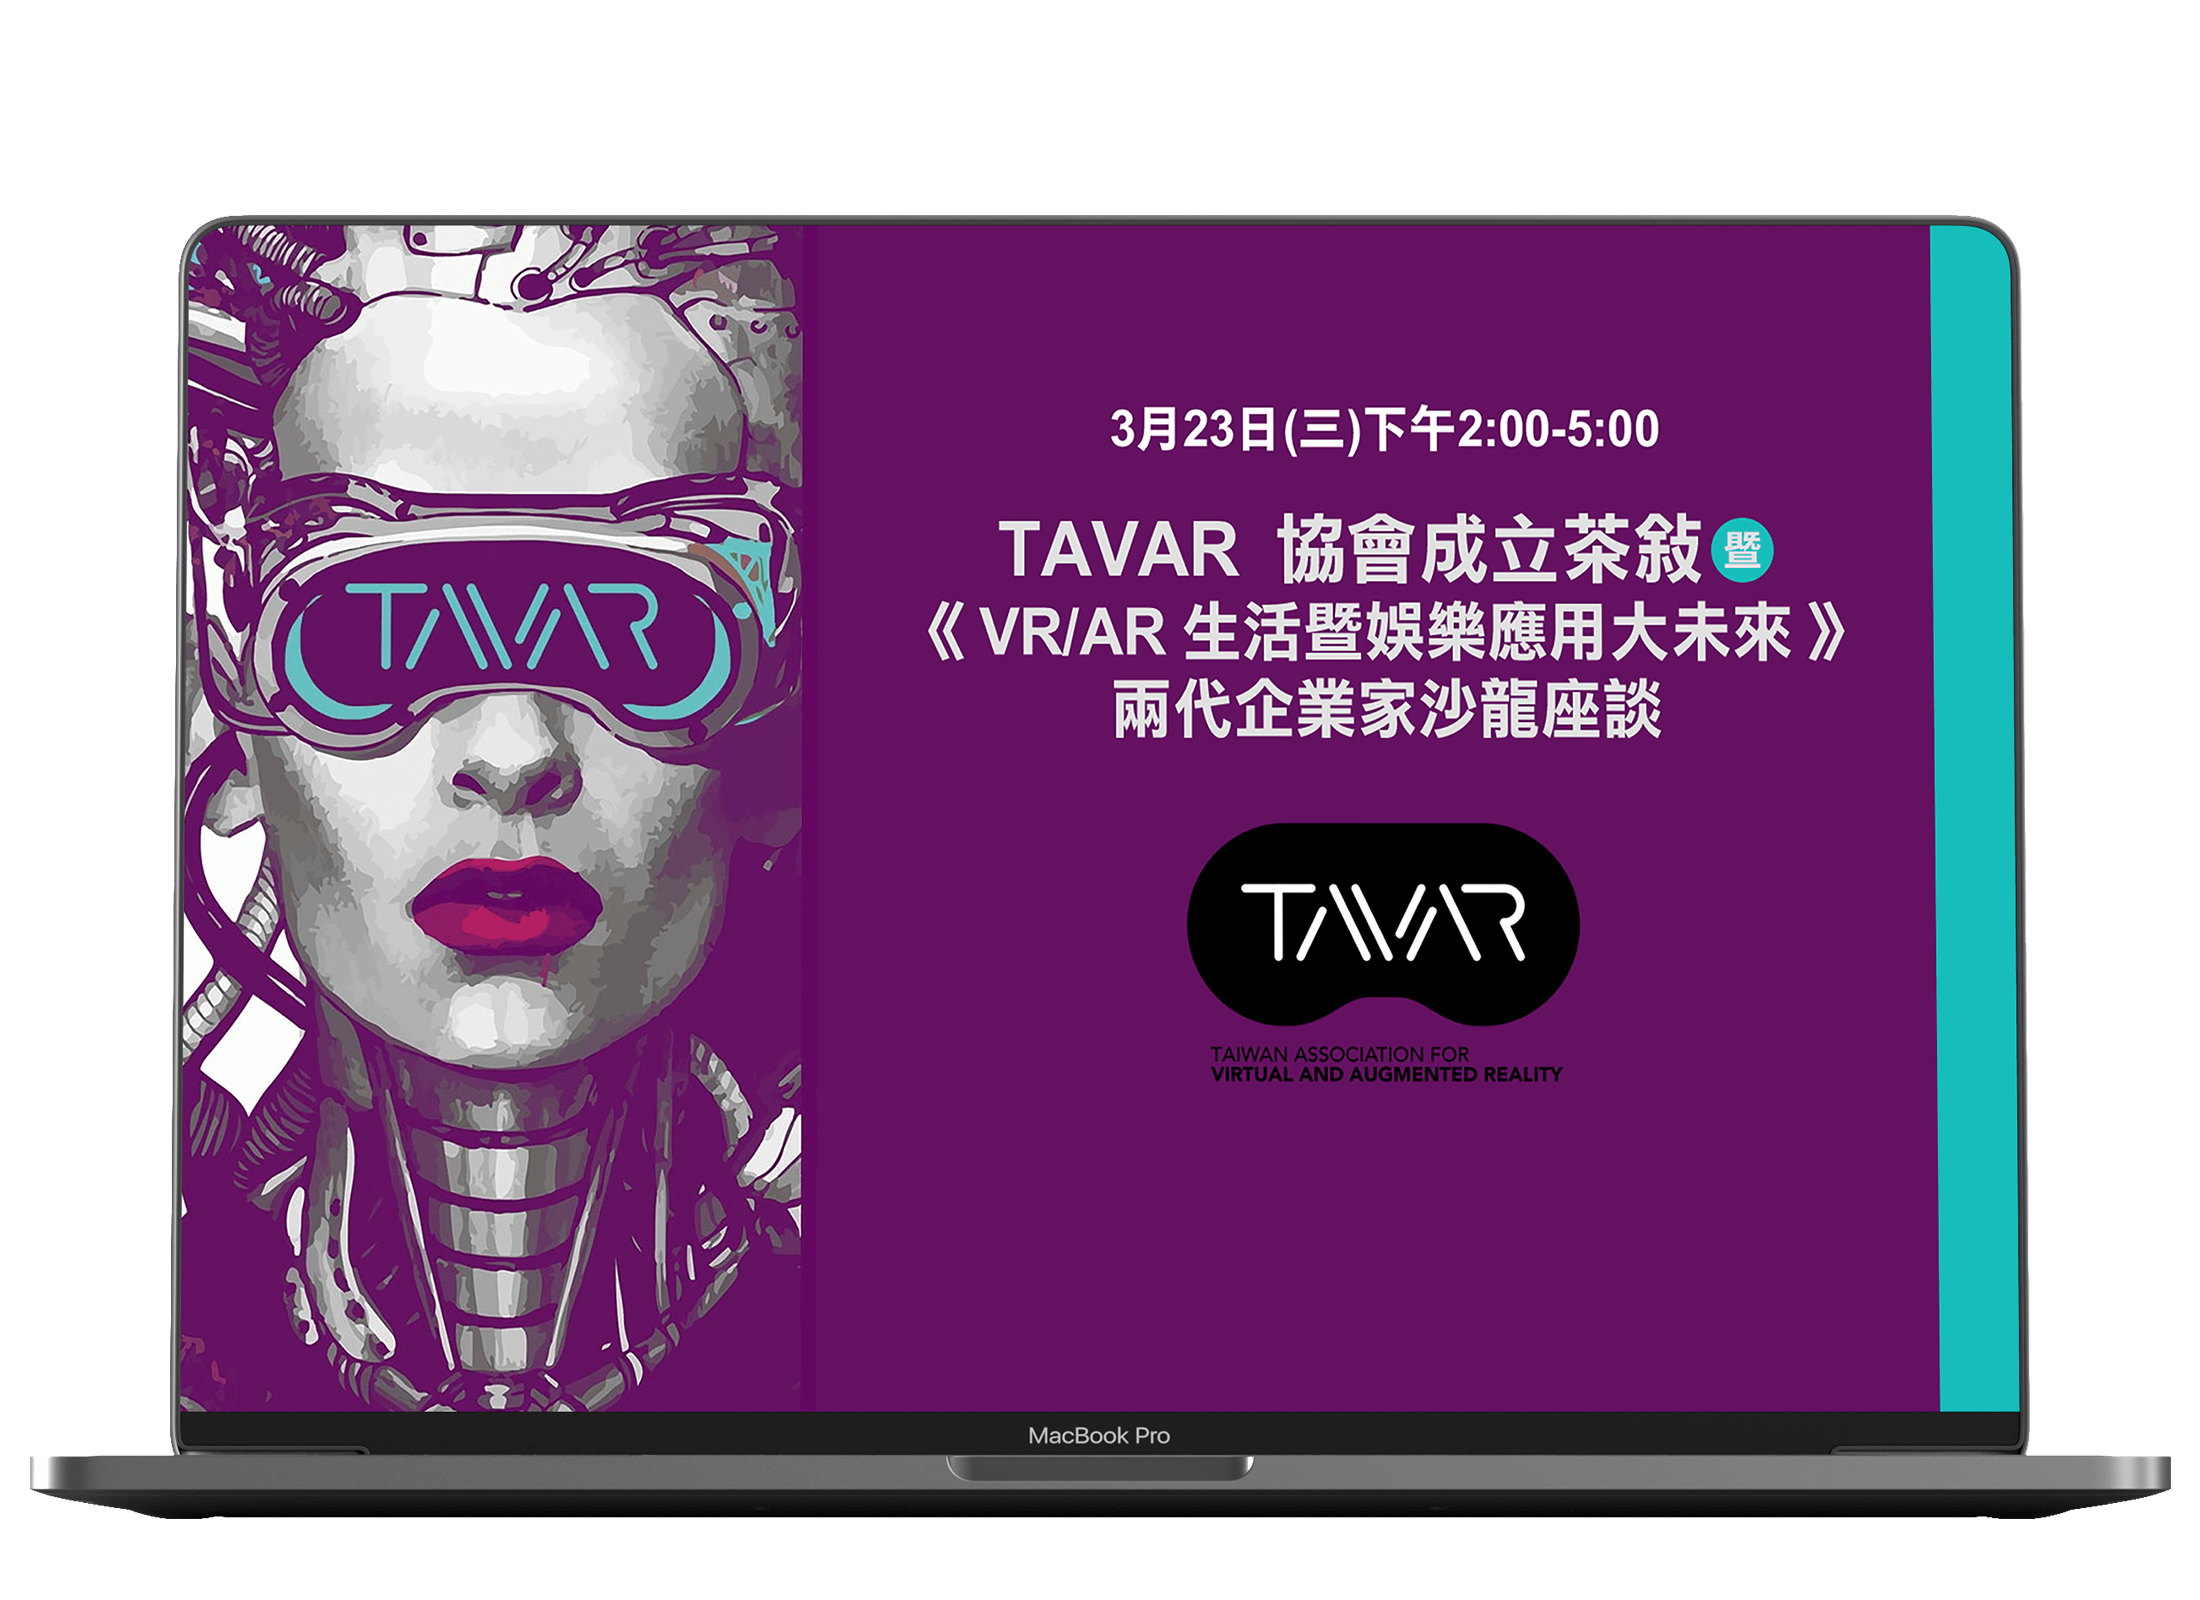 3月23日(三)下午2:00-5:00
TAVAR 協會成立茶敍暨
《 VR/AR 生活暨娛樂應用大未來 》
兩代企業家沙龍座談
TAVAR
TAVAR
TAIWAN ASSOCIATION FOR
VIRTUAL AND AUGMENTED REALITY
MacBook Pro